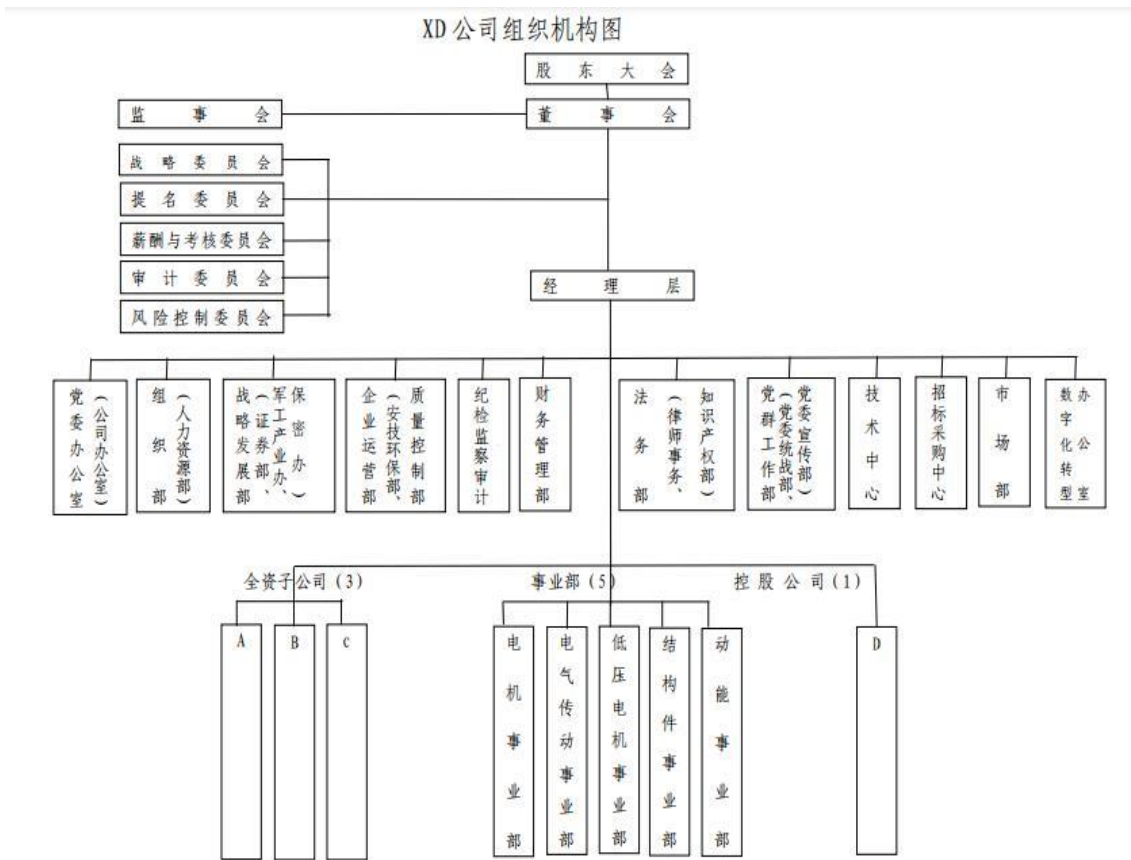 XD公司组织机构图
股东大会
监事会
董事会
战略委员会
提名委员会
薪酬与考核委员会
审计委员会
风险控制委员会
经理层
党委办公室
(公司办公室)
组织部
(人力资源部)
战略发展部
(证券部、
军工产业办、
保密办)
企业运营部
(安技环保部、
质量控制部
纪检监察审计
财务管理部
法务部
(律师事务、
知识产权部)
党群工作部
(党委统战部、
党委宣传部)
技术中心
招标采购中心
市场部
数字化转型
办公室
全资子公司(3)
事业部(5)
控股公司(1)
A
B
c
电机事业部
电气传动事业部
低压电机事业部
结构件事业部
动能事业部
D